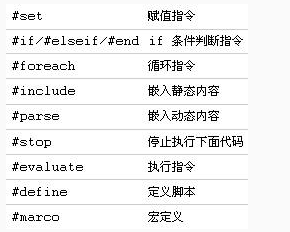 #set 赋值指令
#if/#elseif/#end if 条件判断指令
#foreach 循环指令
#include 嵌入静态内容
#parse 嵌入动态内容
#stop 停止执行下面代码
#evaluate 执行指令
#define 定义脚本
#marco 宏定义